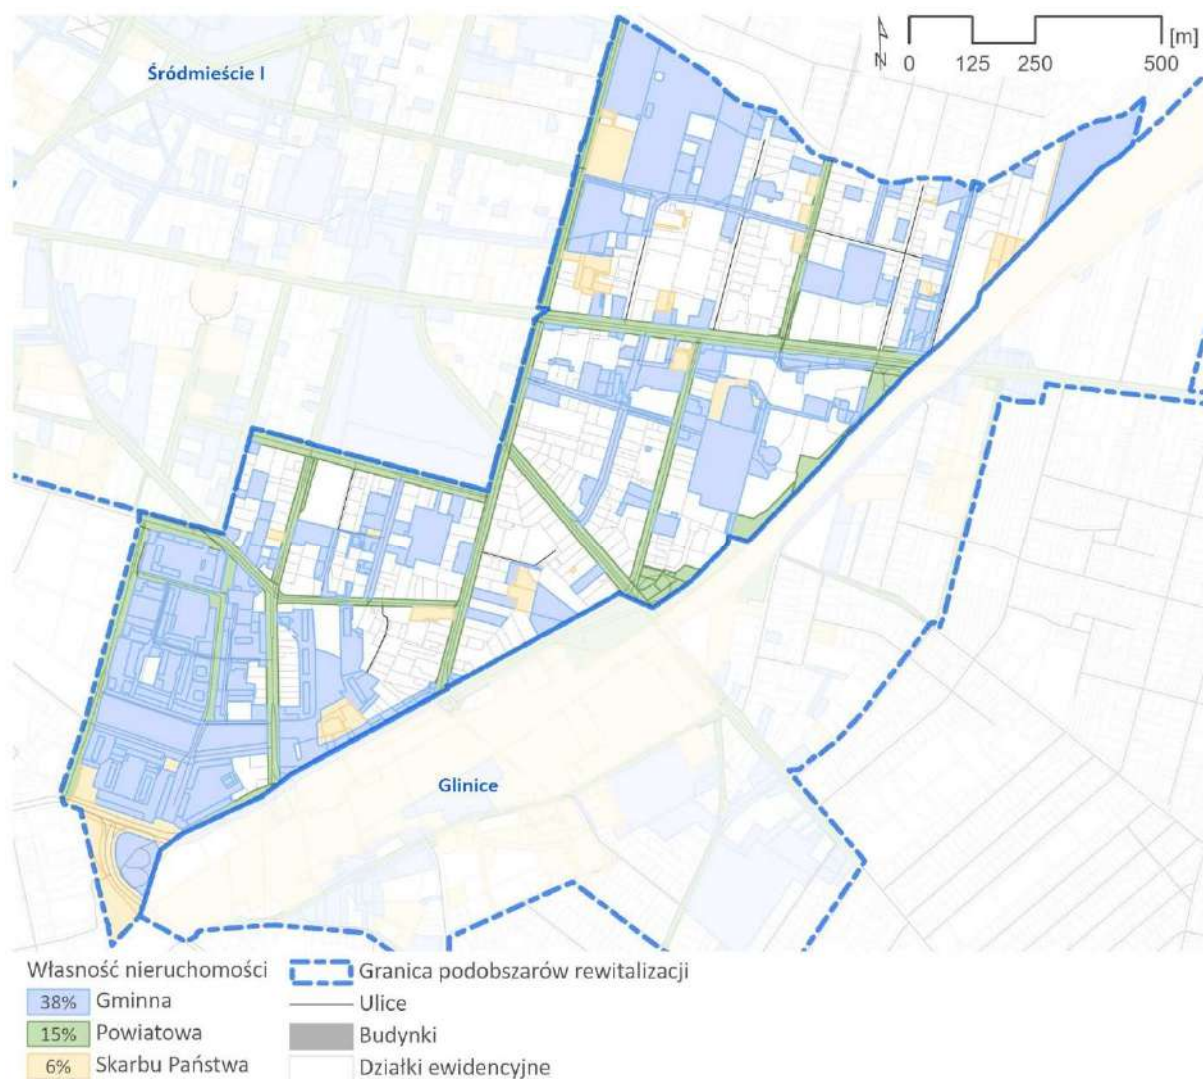 Śródmieście I
N
[m]
0 125 250 500
Glinice
Własność nieruchomości
38% Gminna
15% Powiatowa
6% Skarbu Państwa
Granica podobszarów rewitalizacji
Ulice
Budynki
Działki ewidencyjne